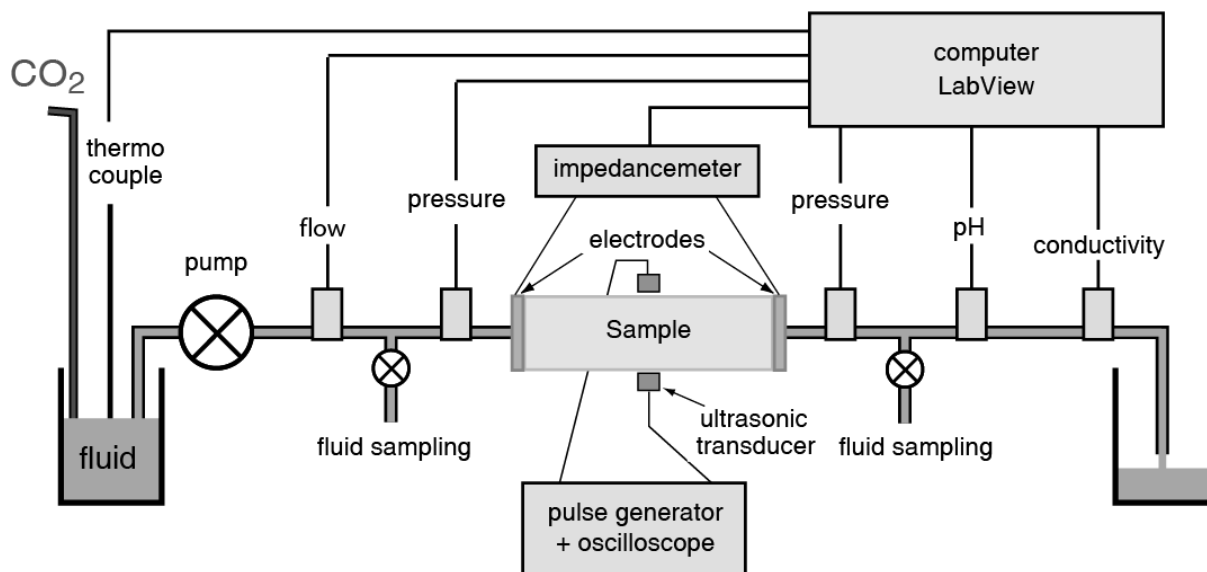 computer
LabView
CO₂
thermo
couple
impedancemeter
pressure
pressure
flow
electrodes
pH
conductivity
pump
Sample
fluid
fluid sampling
ultrasonic
transducer
fluid sampling
pulse generator
+ oscilloscope